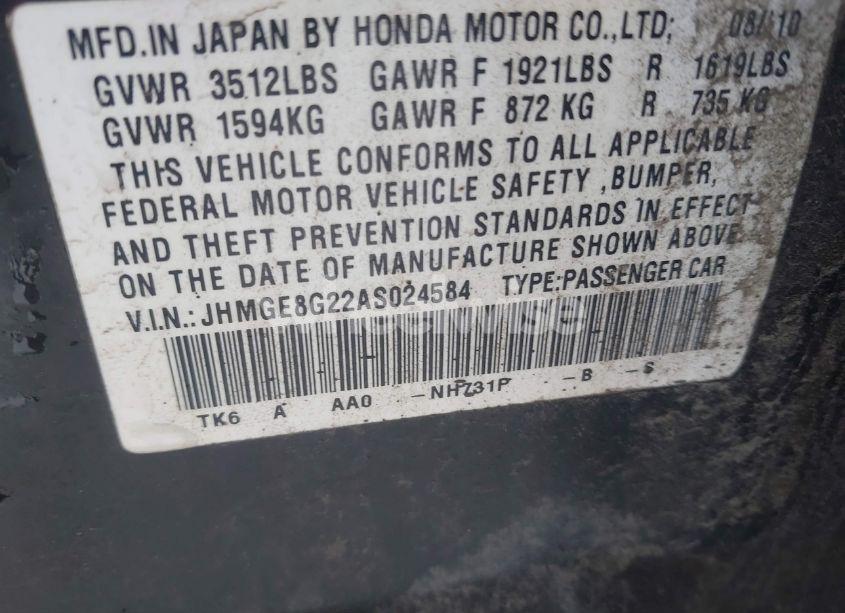 MFD.IN JAPAN BY HONDA MOTOR CO.,LTD; 08/10
GVWR 3512LBS GAWR F 1921LBS R 1619LBS
GVWR 1594KG GAWR F 872 KG R 735 KG
THIS VEHICLE CONFORMS TO ALL APPLICABLE
FEDERAL MOTOR VEHICLE SAFETY ,BUMPER,
AND THEFT PREVENTION STANDARDS IN EFFECT
ON THE DATE OF MANUFACTURE SHOWN ABOVE
V.I.N.: JHMGE8G22AS024584 TYPE:PASSENGER CAR
TK6 A AA0 -NH731P -B -S